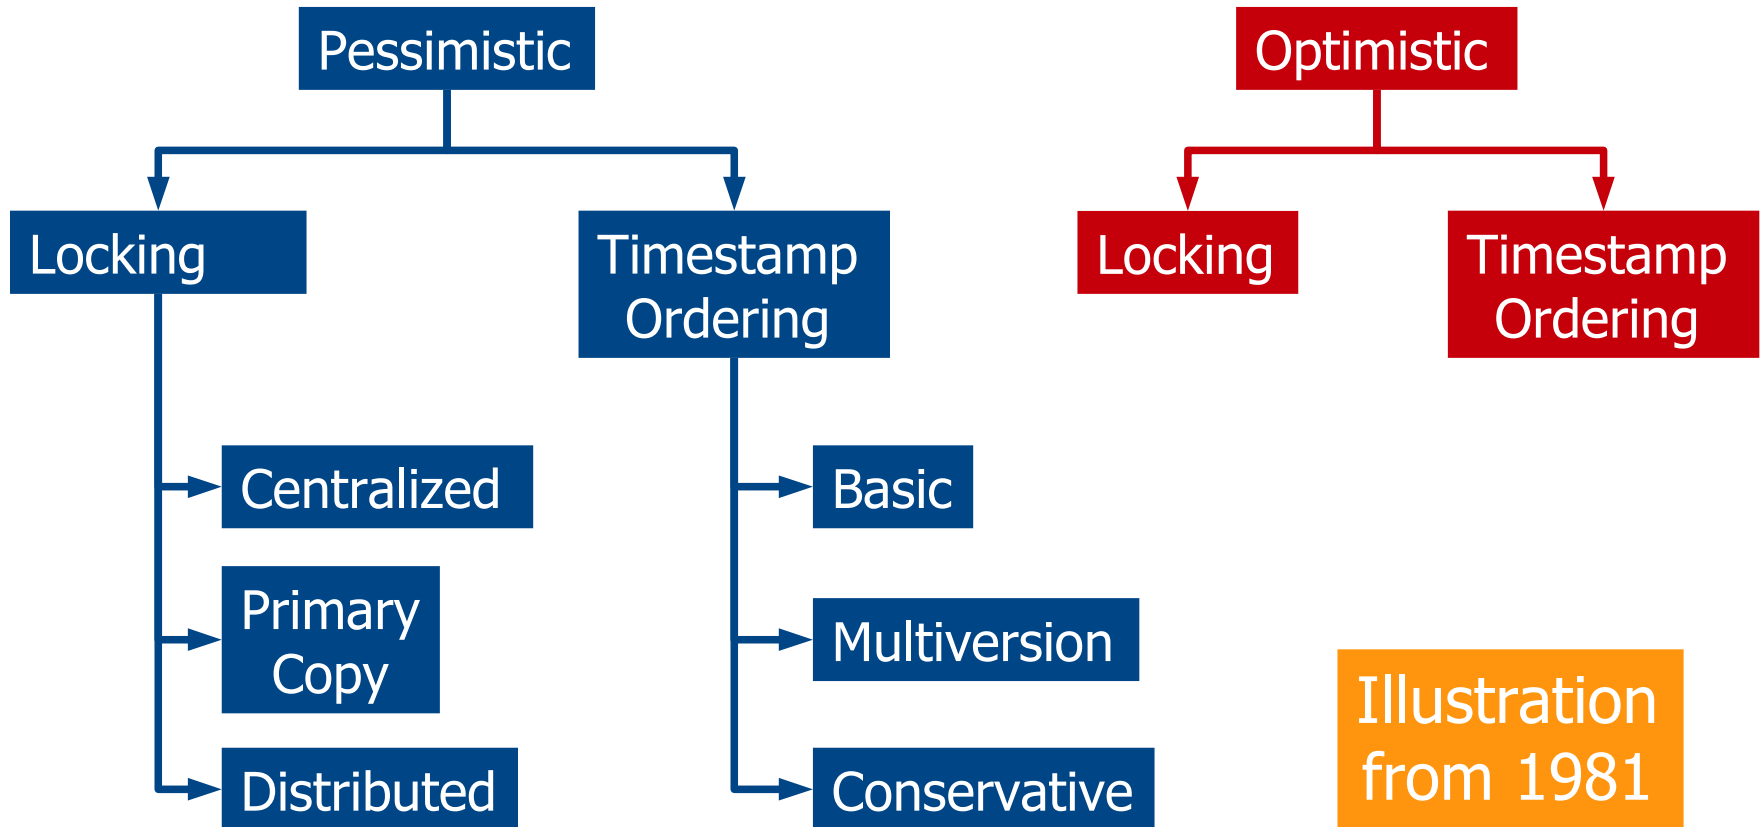 Pessimistic
Optimistic
Locking
Timestamp
Ordering
Locking
Timestamp
Ordering
Centralized
Basic
Primary
Copy
Multiversion
Distributed
Conservative
Illustration
from 1981